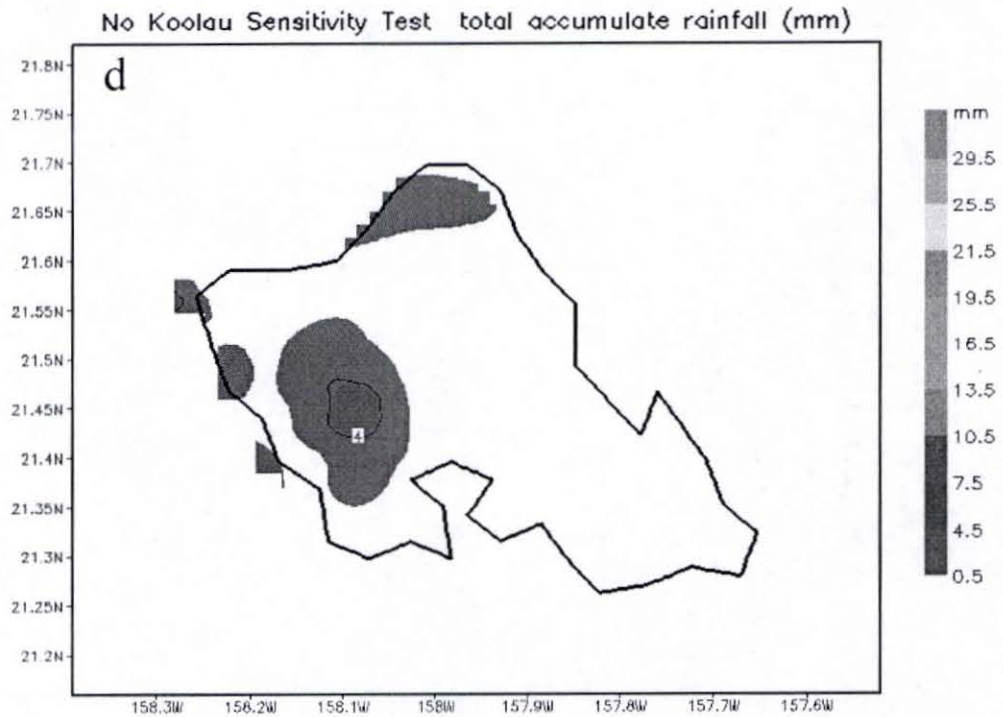 No Koolau Sensitivity Test total accumulate rainfall (mm)
d
21.8N
21.75N
21.7N
21.65N
21.6N
21.55N
21.5N
21.45N
21.4N
21.35N
21.3N
21.25N
21.2N
4
158.3W 158.2W 158.1W 158W 157.9W 157.8W 157.7W 157.6W
mm
29.5
25.5
21.5
19.5
16.5
13.5
10.5
7.5
4.5
0.5